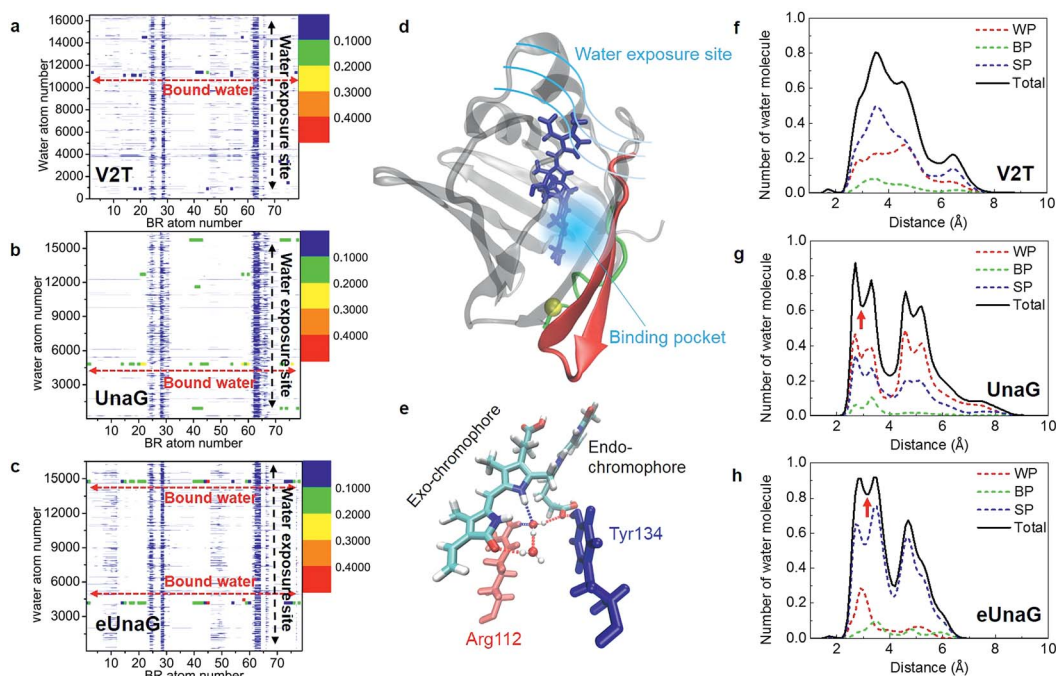 a
16000
14000
12000
10000
8000
6000
4000
2000
0
Water atom number
10 20 30 40 50 60 70
BR atom number
V2T
Bound water
Water exposure site
0.1000
0.2000
0.3000
0.4000
b
15000
12000
9000
6000
3000
Water atom number
10 20 30 40 50 60 70
BR atom number
UnaG
Bound water
Water exposure site
0.1000
0.2000
0.3000
0.4000
c
15000
12000
9000
6000
3000
Water atom number
10 20 30 40 50 60 70
BR atom number
eUnaG
Bound water
Bound water
Water exposure site
0.1000
0.2000
0.3000
0.4000
d
Water exposure site
Binding pocket
e
Exo-chromophore
Endo-
chromophore
Tyr134
Arg112
f
1.0
0.8
0.6
0.4
0.2
0.0
Number of water molecule
WP
BP
SP
Total
V2T
0 2 4 6 8 10
Distance (Å)
g
1.0
0.8
0.6
0.4
0.2
0.0
Number of water molecule
WP
BP
SP
Total
UnaG
0 2 4 6 8 10
Distance (Å)
h
1.0
0.8
0.6
0.4
0.2
0.0
Number of water molecule
WP
BP
SP
Total
eUnaG
0 2 4 6 8 10
Distance (Å)